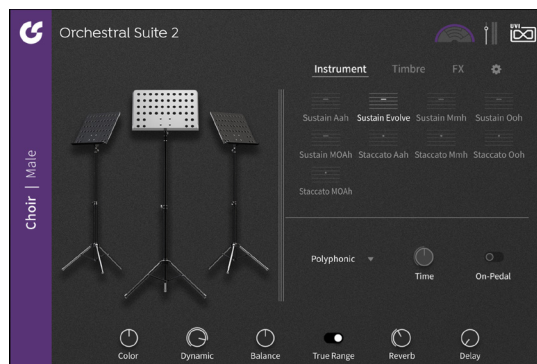 Orchestral Suite 2
UVI
Choir | Male
Instrument Timbre FX
Sustain Aah Sustain Evolve Sustain Mmh Sustain Ooh
Sustain MOAh Staccato Aah Staccato Mmh Staccato Ooh
Staccato MOAh
Polyphonic
Time On-Pedal
Color Dynamic Balance True Range Reverb Delay